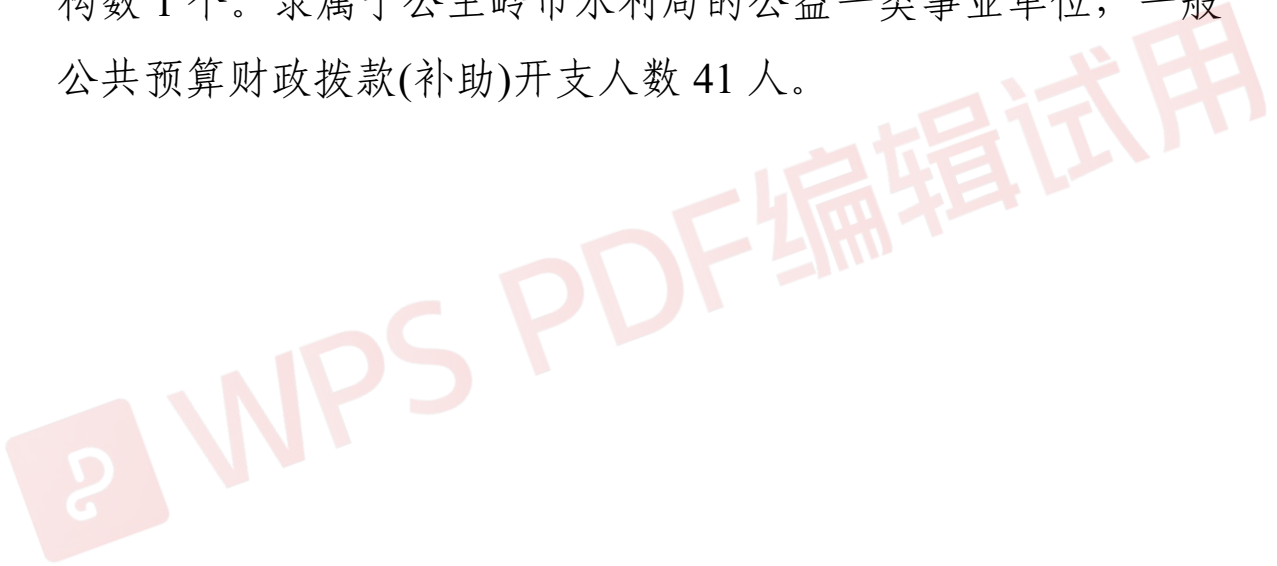 构数 1 个。隶属于公主岭市水利局的公益一类事业单位，一般
公共预算财政拨款(补助)开支人数 41 人。
WPS PDF编辑试用